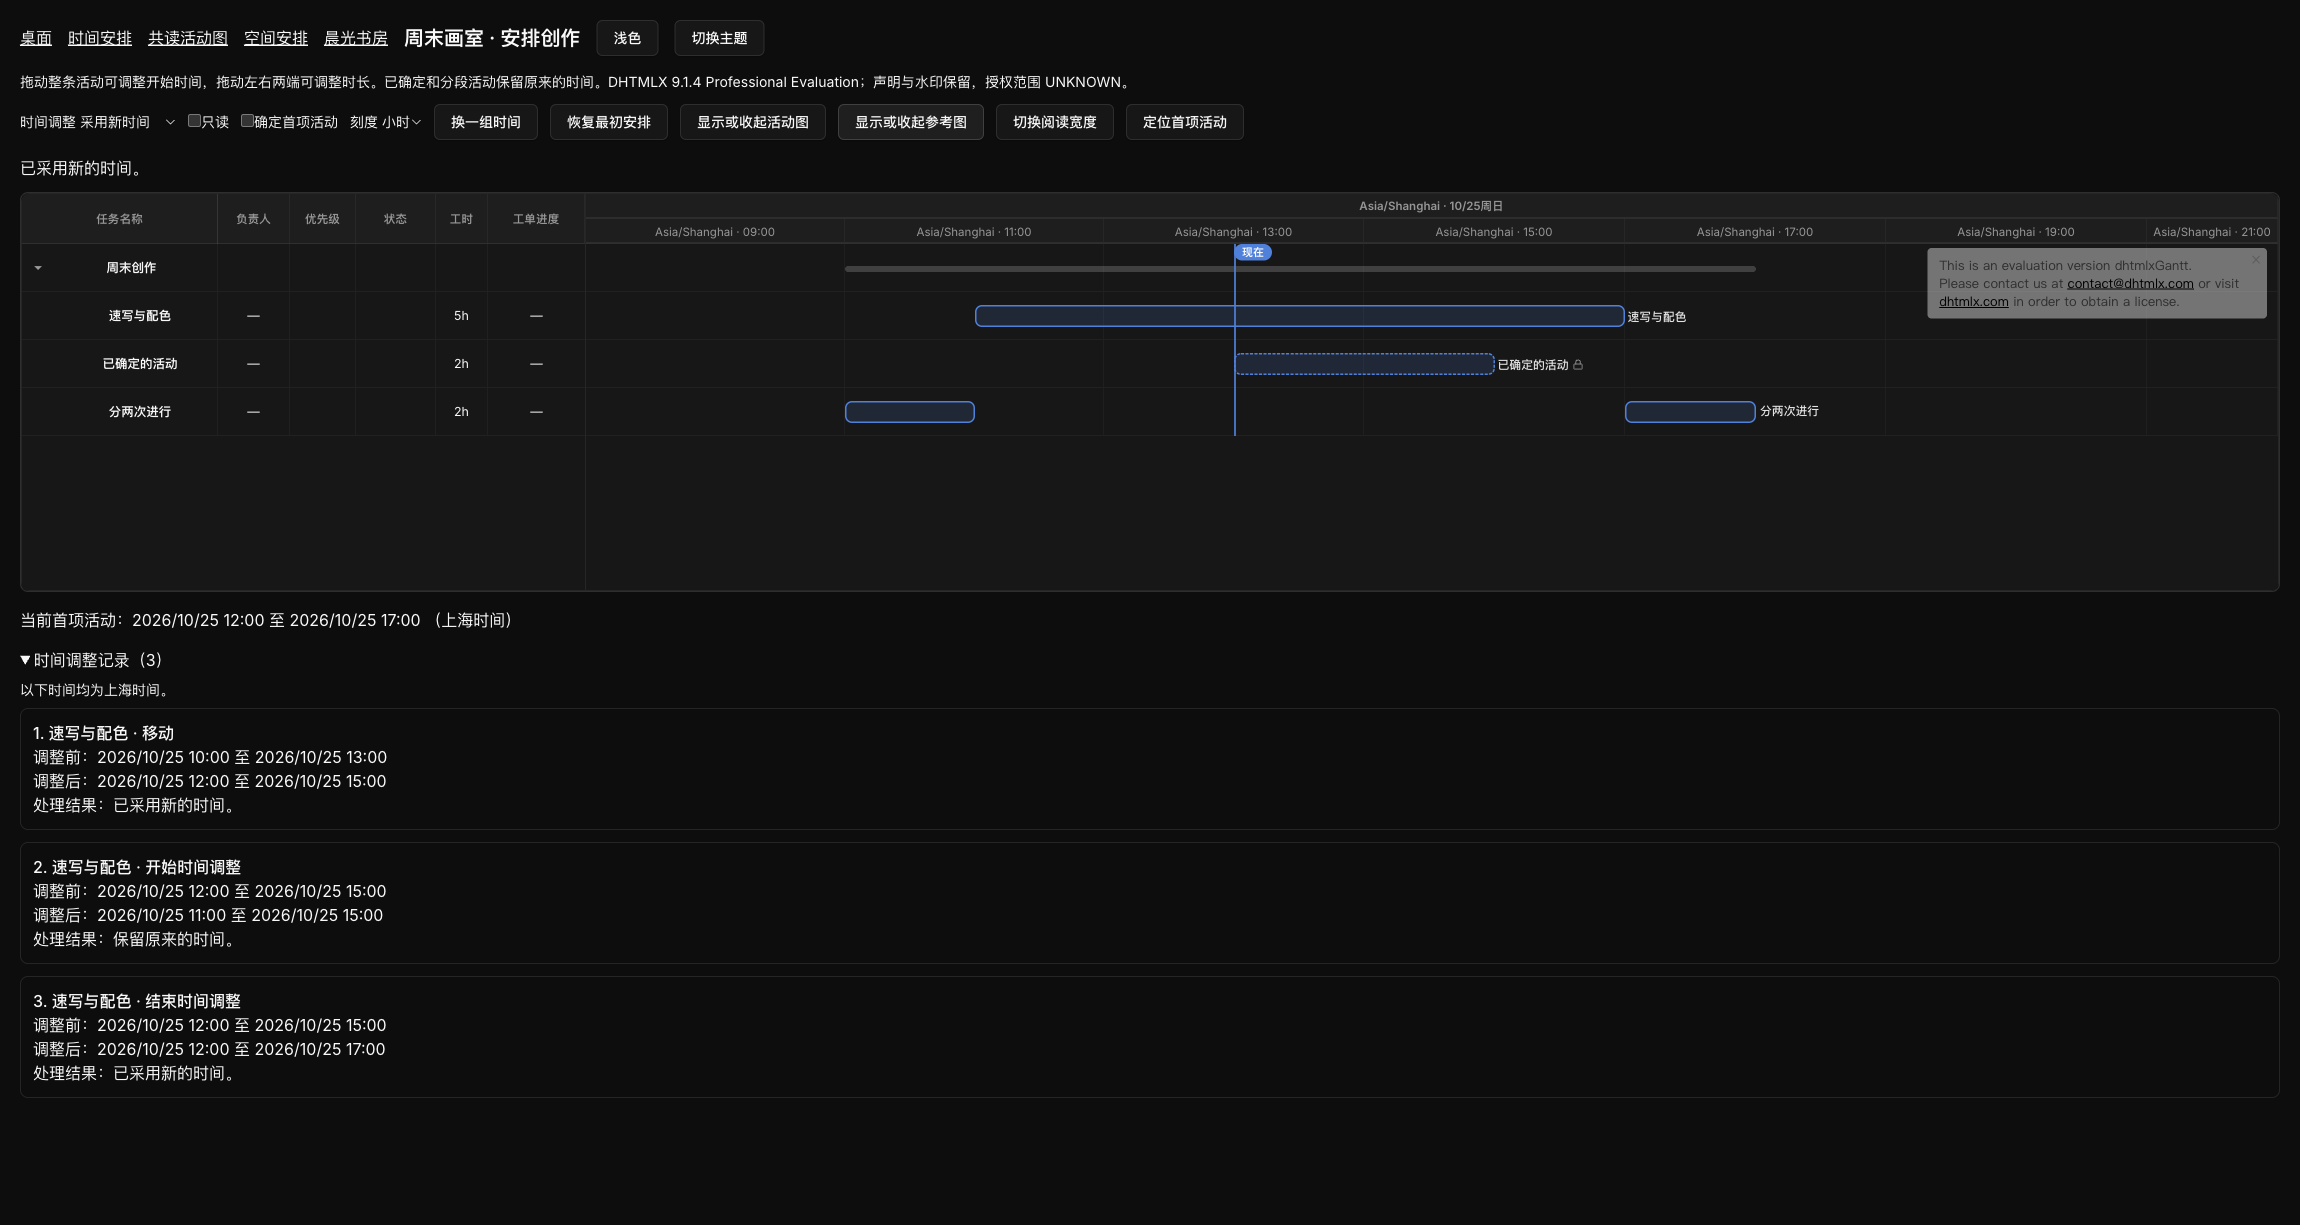 桌面 时间安排 共读活动图 空间安排 晨光书房 周末画室 · 安排创作 浅色 切换主题
拖动整条活动可调整开始时间，拖动左右两端可调整时长。已确定和分段活动保留原来的时间。DHTMLX 9.1.4 Professional Evaluation；声明与水印保留，授权范围 UNKNOWN。
时间调整 采用新时间 只读 确定首项活动 刻度 小时 换一组时间 恢复最初安排 显示或收起活动图 显示或收起参考图 切换阅读宽度 定位首项活动
已采用新的时间。
任务名称 负责人 优先级 状态 工时 工单进度
Asia/Shanghai · 10/25周日
Asia/Shanghai · 09:00 Asia/Shanghai · 11:00 Asia/Shanghai · 13:00 Asia/Shanghai · 15:00 Asia/Shanghai · 17:00 Asia/Shanghai · 19:00 Asia/Shanghai · 21:00
现在
周末创作
This is an evaluation version dhtmlxGantt.
Please contact us at contact@dhtmlx.com or visit
dhtmlx.com in order to obtain a license.
速写与配色 — 5h — 速写与配色
已确定的活动 — 2h — 已确定的活动
分两次进行 — 2h — 分两次进行
当前首项活动：2026/10/25 12:00 至 2026/10/25 17:00 （上海时间）
时间调整记录（3）
以下时间均为上海时间。
1. 速写与配色 · 移动
调整前：2026/10/25 10:00 至 2026/10/25 13:00
调整后：2026/10/25 12:00 至 2026/10/25 15:00
处理结果：已采用新的时间。
2. 速写与配色 · 开始时间调整
调整前：2026/10/25 12:00 至 2026/10/25 15:00
调整后：2026/10/25 11:00 至 2026/10/25 15:00
处理结果：保留原来的时间。
3. 速写与配色 · 结束时间调整
调整前：2026/10/25 12:00 至 2026/10/25 15:00
调整后：2026/10/25 12:00 至 2026/10/25 17:00
处理结果：已采用新的时间。